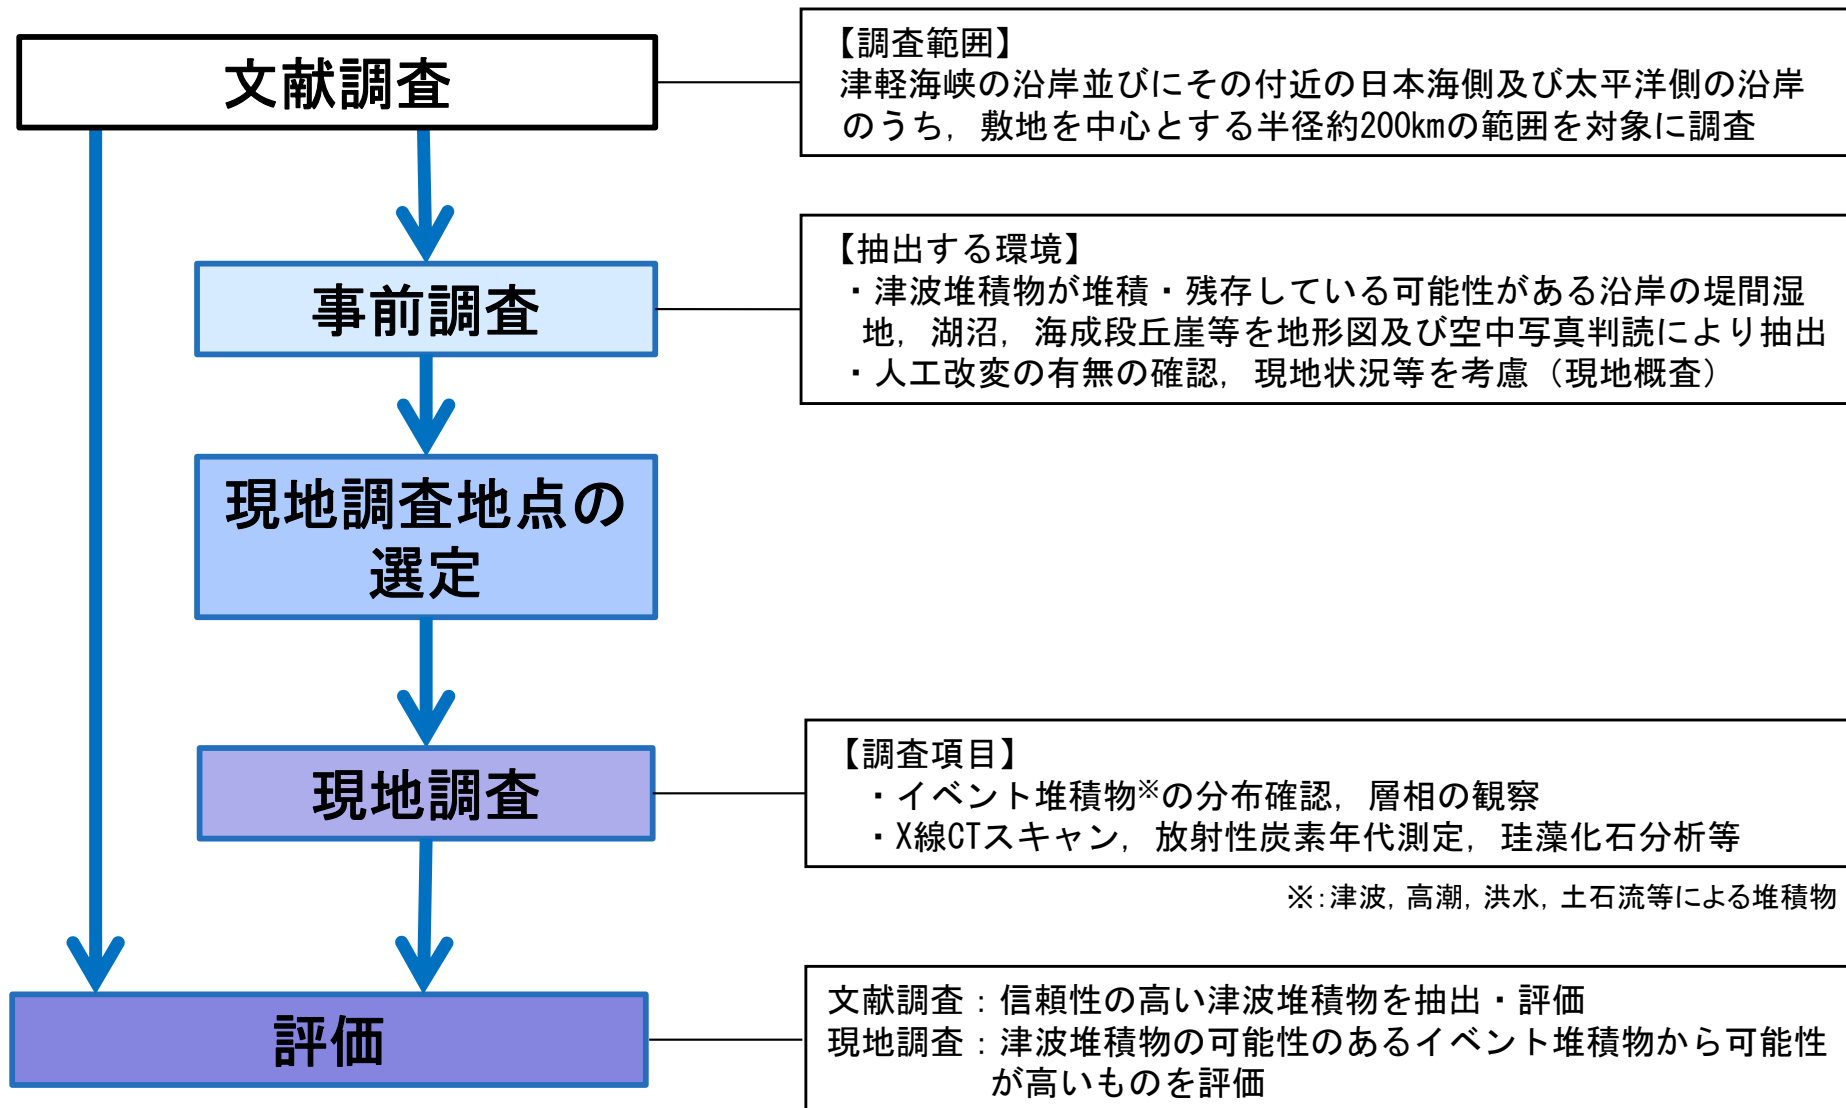 文献調査
【調査範囲】
津軽海峡の沿岸並びにその付近の日本海側及び太平洋側の沿岸
のうち，敷地を中心とする半径約200kmの範囲を対象に調査
事前調査
【抽出する環境】
・津波堆積物が堆積・残存している可能性がある沿岸の堤間湿
地，湖沼，海成段丘崖等を地形図及び空中写真判読により抽出
・人工改変の有無の確認，現地状況等を考慮（現地概査）
現地調査地点の
選定
現地調査
【調査項目】
・イベント堆積物※の分布確認，層相の観察
・X線CTスキャン，放射性炭素年代測定，珪藻化石分析等
※：津波，高潮，洪水，土石流等による堆積物
評価
文献調査：信頼性の高い津波堆積物を抽出・評価
現地調査：津波堆積物の可能性のあるイベント堆積物から可能性
が高いものを評価